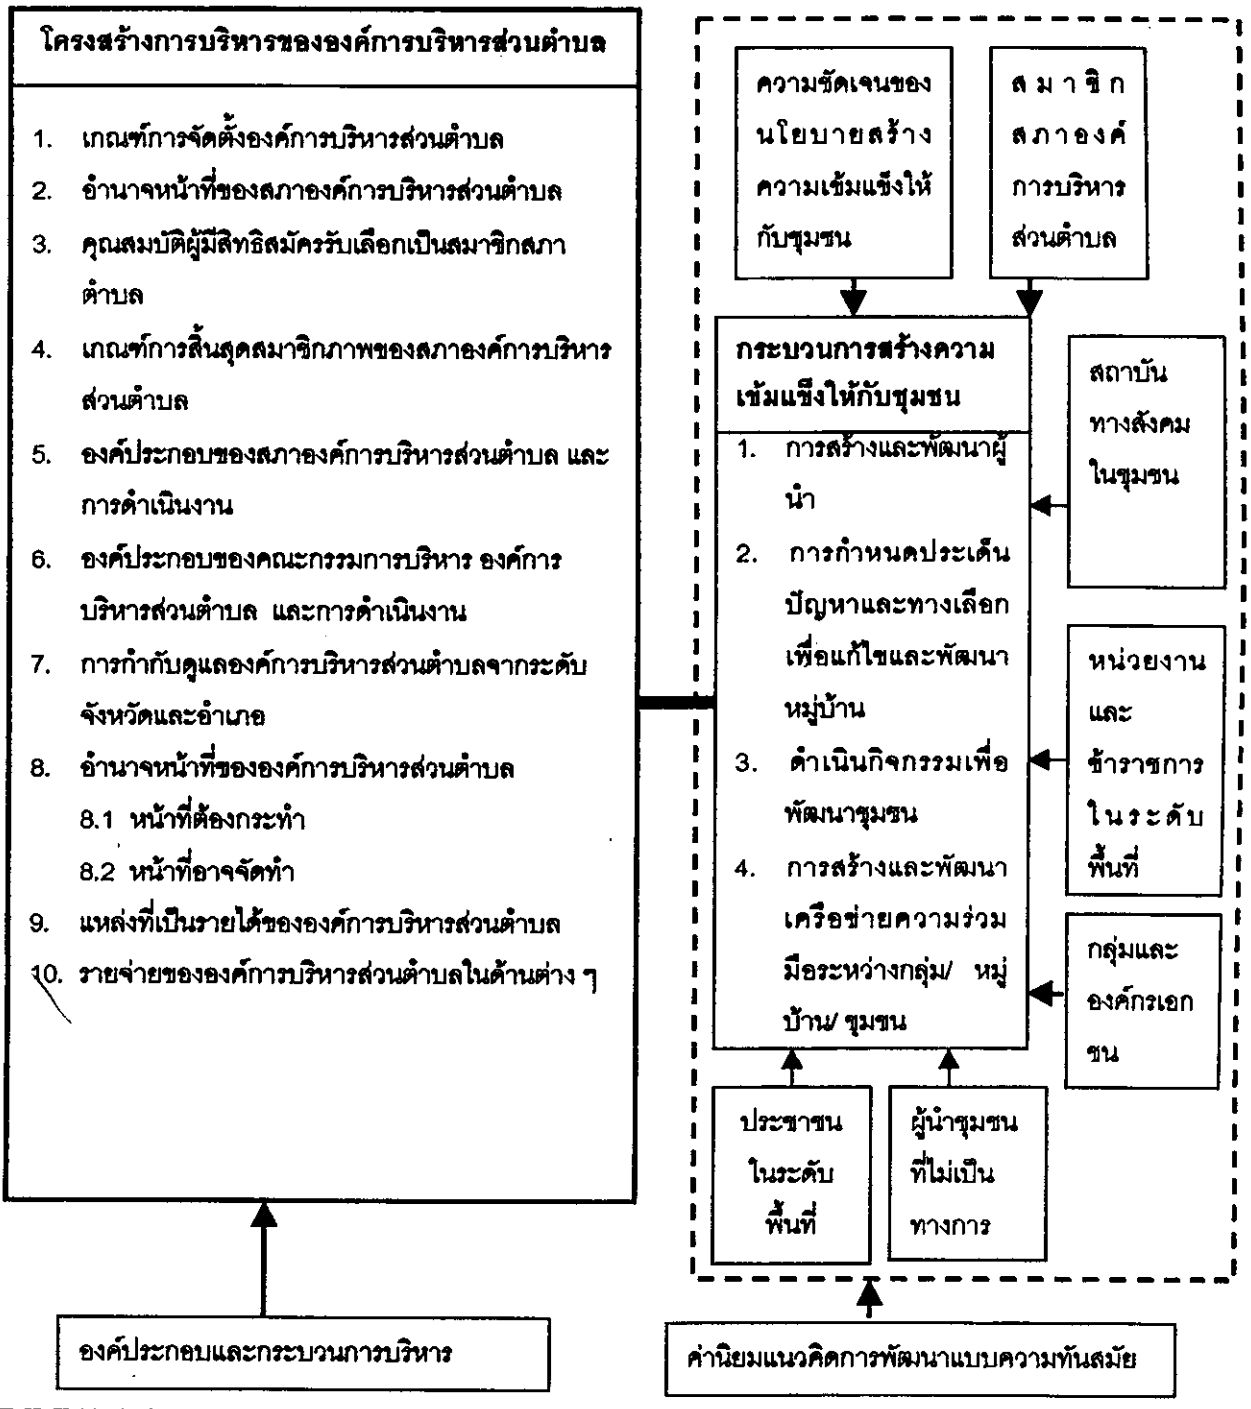 โครงสร้างการบริหารขององค์การบริหารส่วนตำบล
1. เกณฑ์การจัดตั้งองค์การบริหารส่วนตำบล
2. อำนาจหน้าที่ของสภาองค์การบริหารส่วนตำบล
3. คุณสมบัติผู้มีสิทธิสมัครรับเลือกเป็นสมาชิกสภา
ตำบล
4. เกณฑ์การสิ้นสุดสมาชิกภาพของสภาองค์การบริหาร
ส่วนตำบล
5. องค์ประกอบของสภาองค์การบริหารส่วนตำบล และ
การดำเนินงาน
6. องค์ประกอบของคณะกรรมการบริหาร องค์การ
บริหารส่วนตำบล และการดำเนินงาน
7. การกำกับดูแลองค์การบริหารส่วนตำบลจากระดับ
จังหวัดและอำเภอ
8. อำนาจหน้าที่ขององค์การบริหารส่วนตำบล
8.1 หน้าที่ต้องกระทำ
8.2 หน้าที่อาจจัดทำ
9. แหล่งที่เป็นรายได้ขององค์การบริหารส่วนตำบล
10. รายจ่ายขององค์การบริหารส่วนตำบลในด้านต่าง ๆ
องค์ประกอบและกระบวนการบริหาร
ความชัดเจนของ
นโยบายสร้าง
ความเข้มแข็งให้
กับชุมชน
สมาชิก
สภาองค์
การบริหาร
ส่วนตำบล
กระบวนการสร้างความ
เข้มแข็งให้กับชุมชน
1. การสร้างและพัฒนาผู้
นำ
2. การกำหนดประเด็น
ปัญหาและทางเลือก
เพื่อแก้ไขและพัฒนา
หมู่บ้าน
3. ดำเนินกิจกรรมเพื่อ
พัฒนาชุมชน
4. การสร้างและพัฒนา
เครือข่ายความร่วม
มือระหว่างกลุ่ม/ หมู่
บ้าน/ ชุมชน
สถาบัน
ทางสังคม
ในชุมชน
หน่วยงาน
และ
ข้าราชการ
ในระดับ
พื้นที่
กลุ่มและ
องค์กรเอก
ชน
ประชาชน
ในระดับ
พื้นที่
ผู้นำชุมชน
ที่ไม่เป็น
ทางการ
ค่านิยมแนวคิดการพัฒนาแบบความทันสมัย